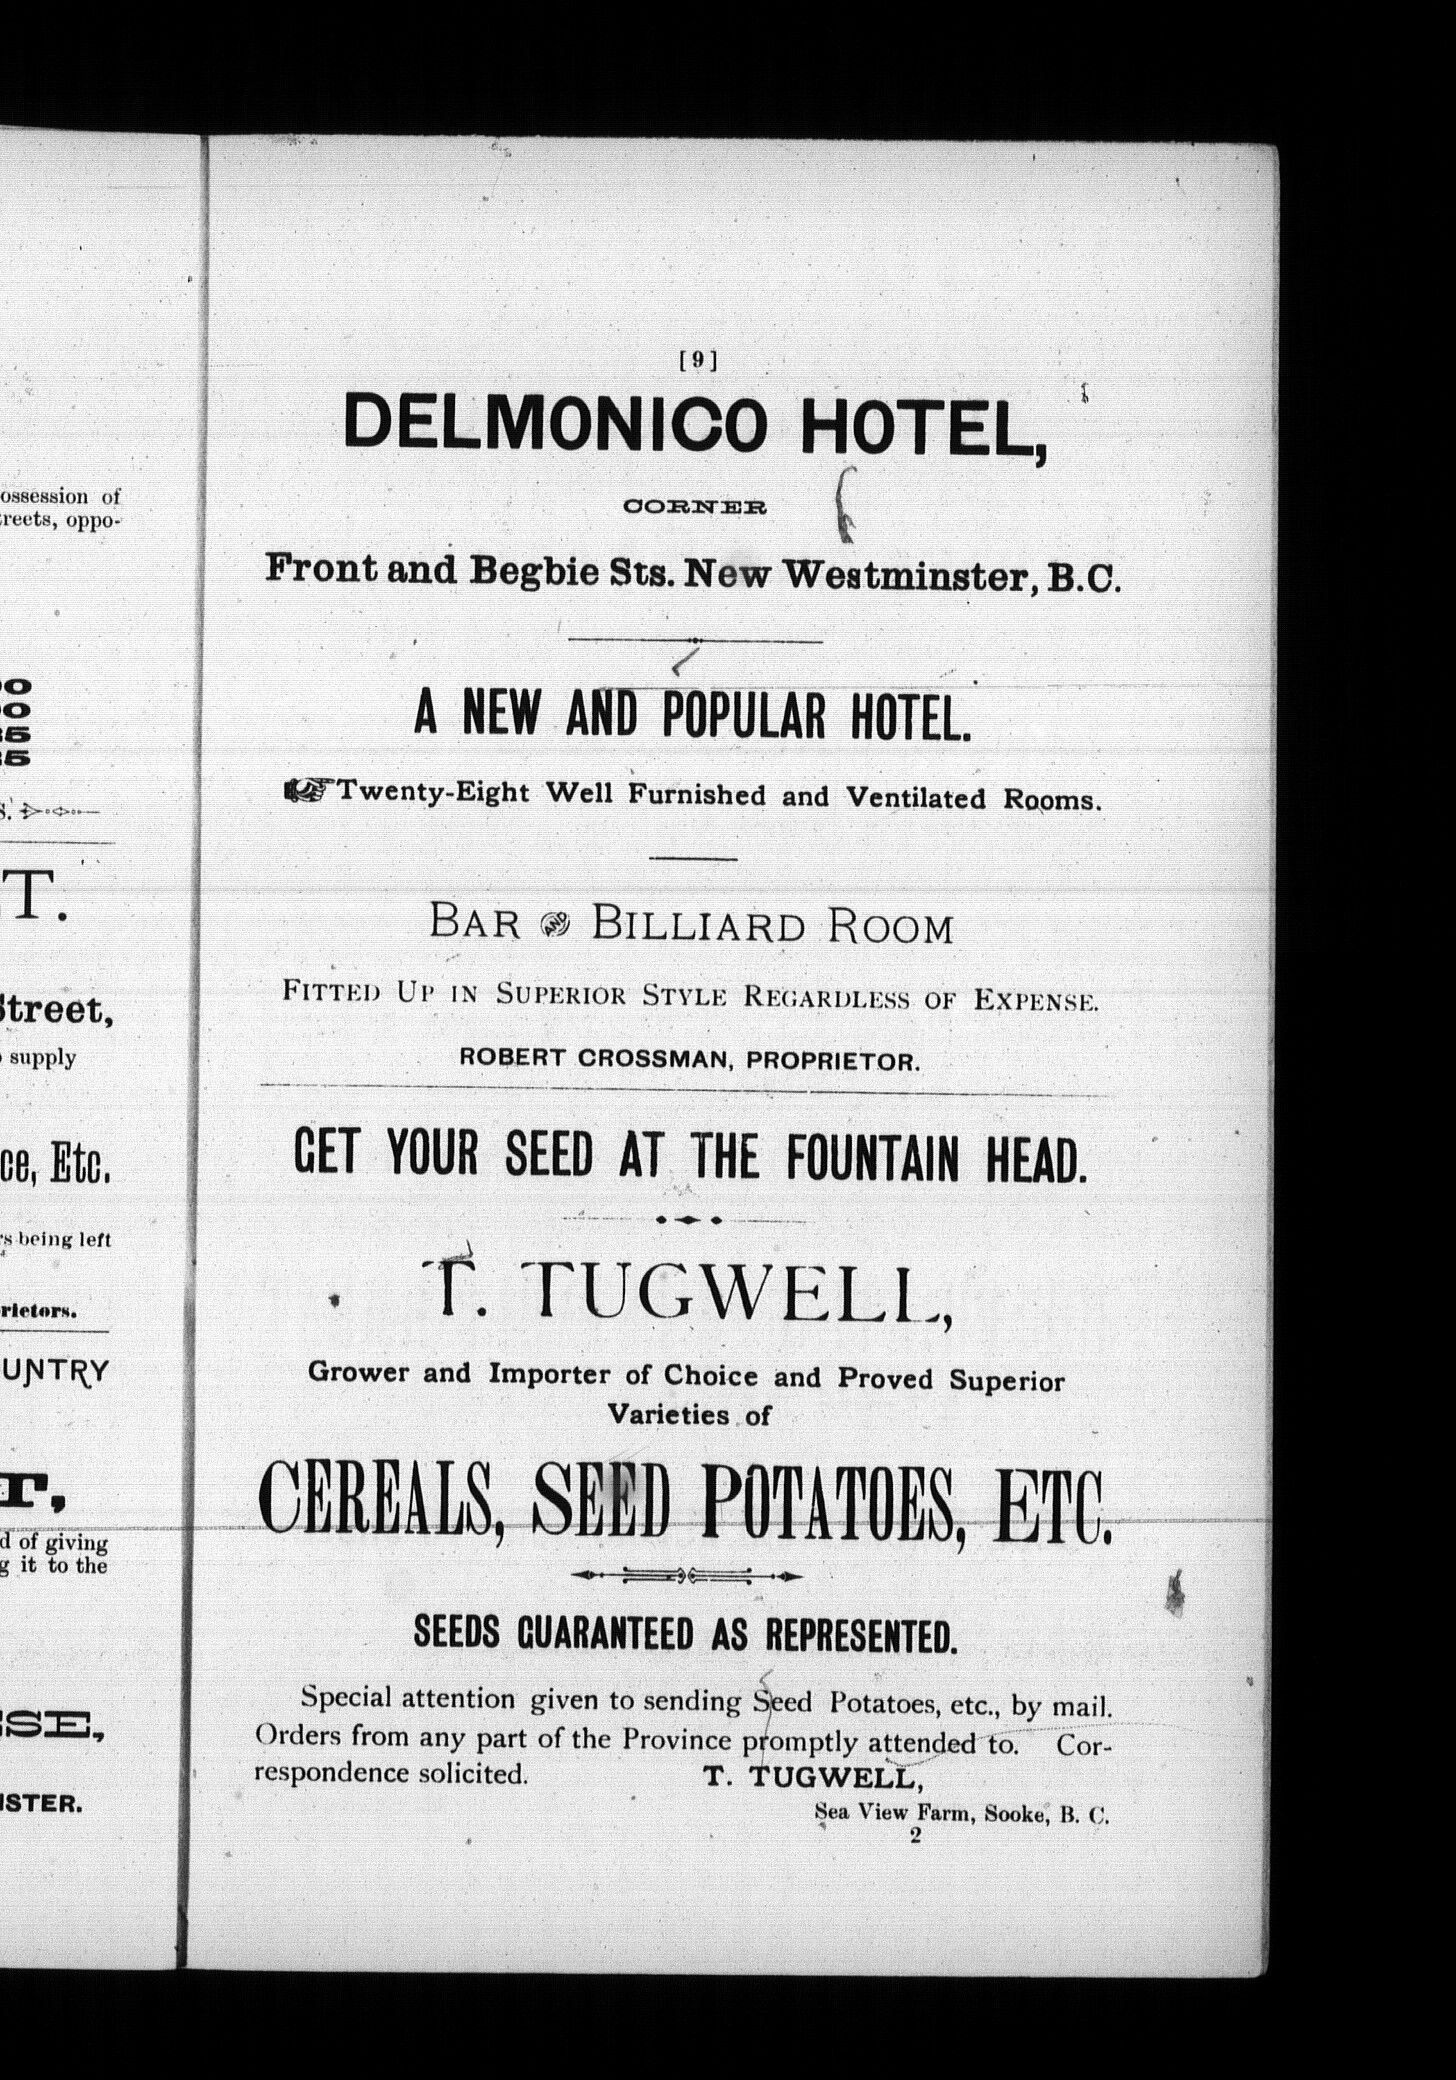 ossession of
reets, oppo-
s.
T.
Street,
supply
ce, Etc.
s being left
rietors.
UNTRY
T,
d of giving
g it to the
SE,
STER.
[9]
DELMONICO HOTEL,
CORNER
Front and Begbie Sts. New Westminster, B.C.
A NEW AND POPULAR HOTEL.
Twenty-Eight Well Furnished and Ventilated Rooms.
BAR AND BILLIARD ROOM
FITTED UP IN SUPERIOR STYLE REGARDLESS OF EXPENSE.
ROBERT CROSSMAN, PROPRIETOR.
GET YOUR SEED AT THE FOUNTAIN HEAD.
T. TUGWELL,
Grower and Importer of Choice and Proved Superior
Varieties of
CEREALS, SEED POTATOES, ETC.
SEEDS GUARANTEED AS REPRESENTED.
Special attention given to sending Seed Potatoes, etc., by mail.
Orders from any part of the Province promptly attended to. Cor-
respondence solicited. T. TUGWELL,
Sea View Farm, Sooke, B. C.
2